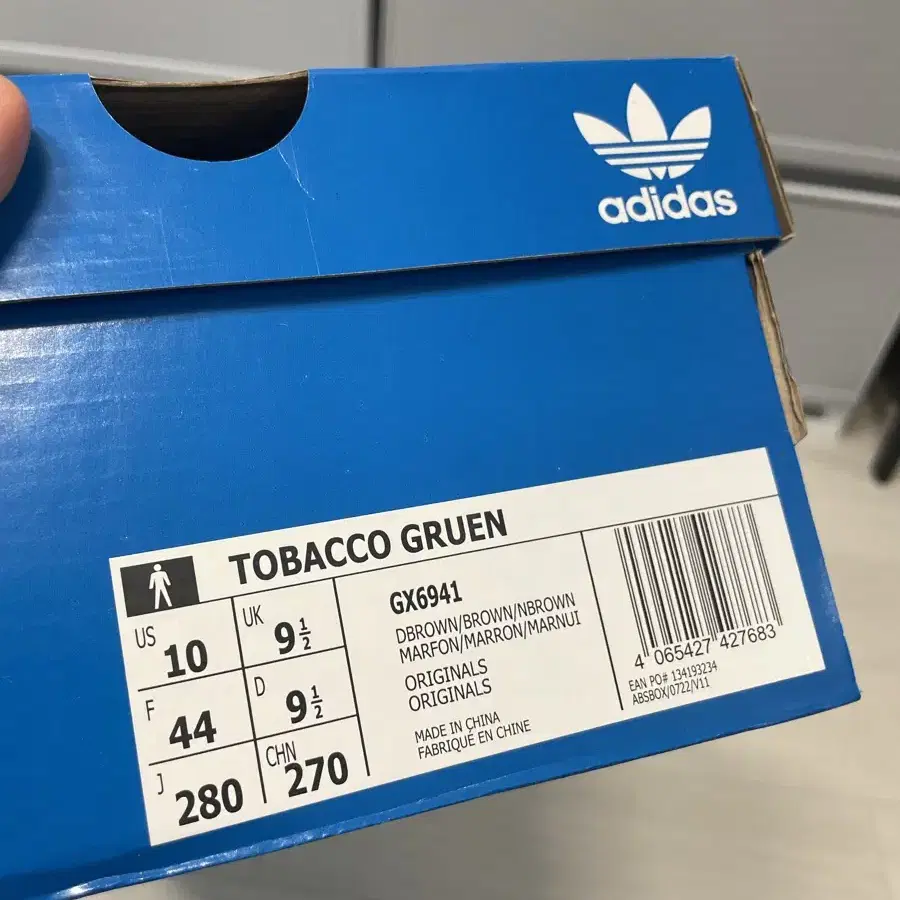 adidas
TOBACCO GRUEN
US 10
UK 9 1/2
F 44
D 9 1/2
J 280
CHN 270
GX6941
DBROWN/BROWN/NBROWN
MARFON/MARRON/MARNUI
ORIGINALS
ORIGINALS
MADE IN CHINA
FABRIQUÉ EN CHINE
4 065427 427683
EAN PO# 134193234
ABSBOX/0722/V11